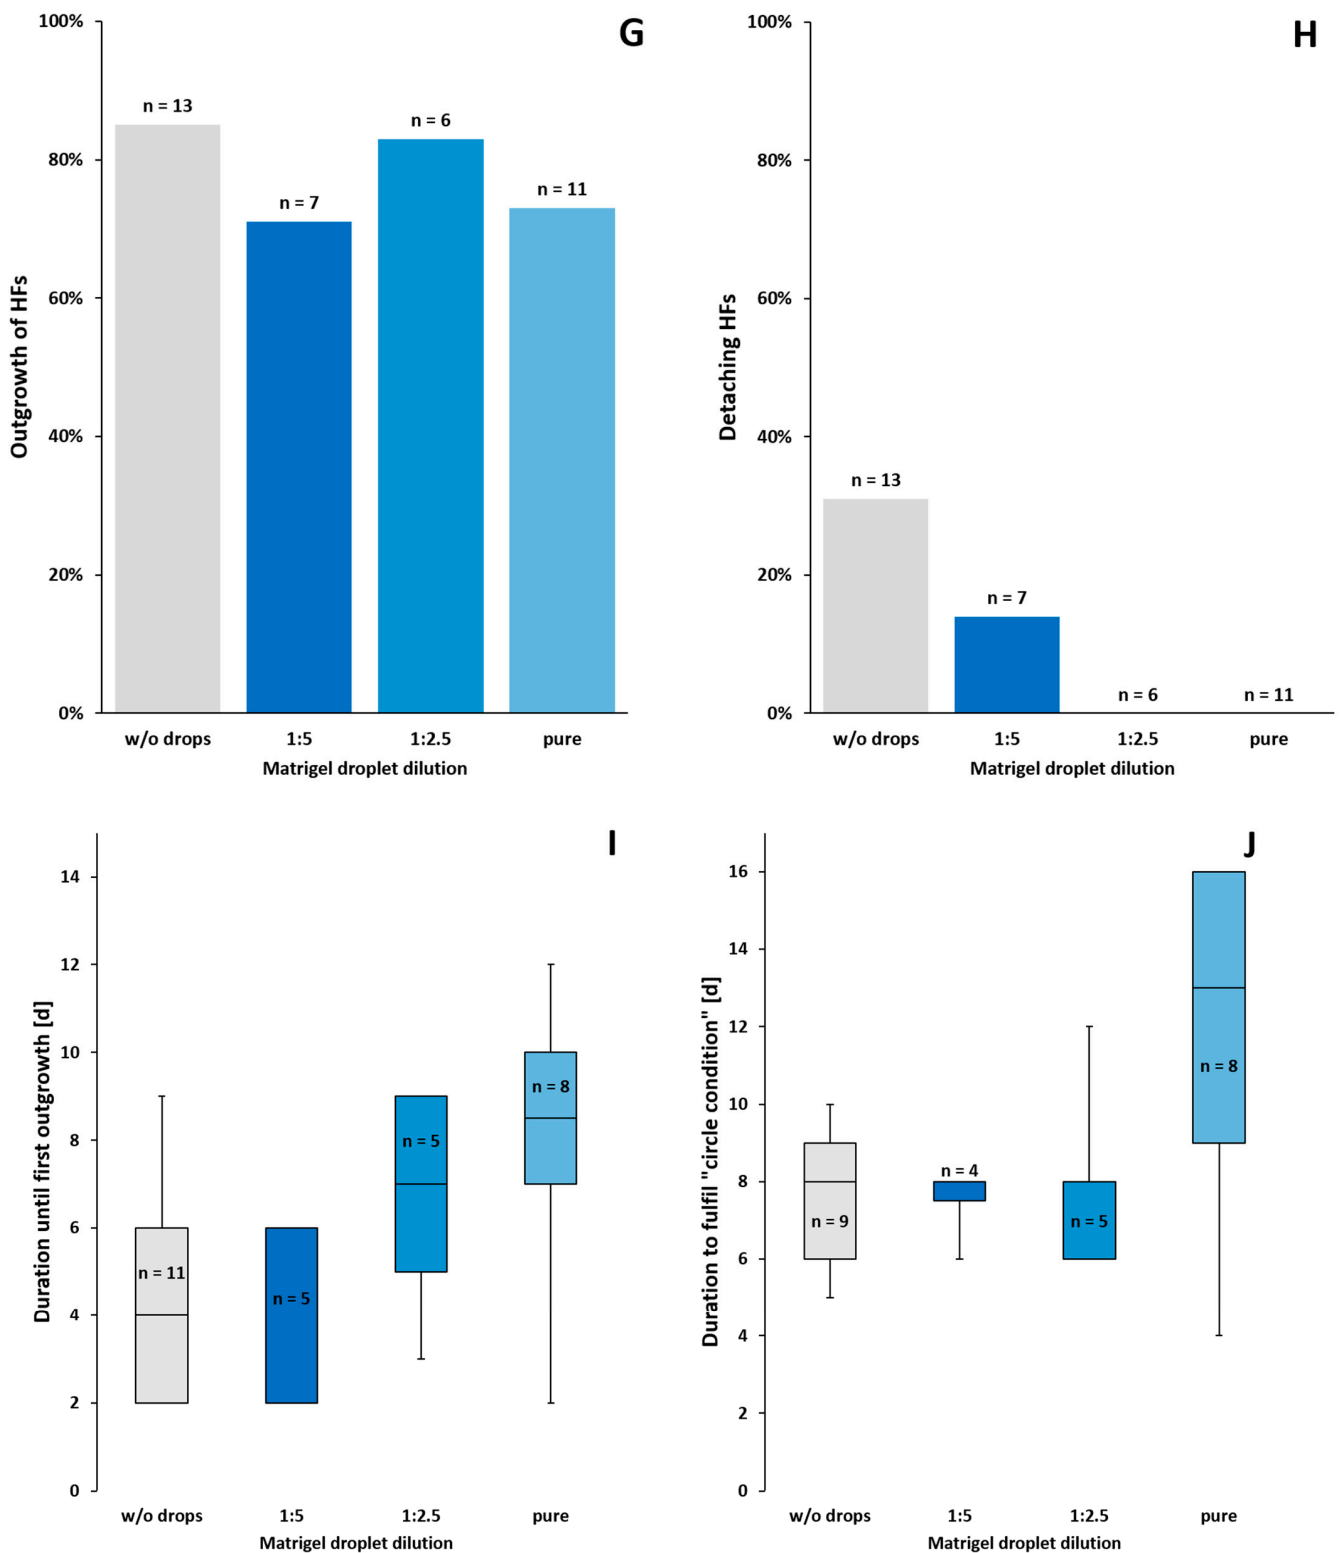 G
100%
80%
60%
40%
20%
0%
Outgrowth of HFs
n = 13
n = 7
n = 6
n = 11
w/o drops 1:5 1:2.5 pure
Matrigel droplet dilution
H
100%
80%
60%
40%
20%
0%
Detaching HFs
n = 13
n = 7
n = 6
n = 11
w/o drops 1:5 1:2.5 pure
Matrigel droplet dilution
I
14
12
10
8
6
4
2
0
Duration until first outgrowth [d]
n = 11
n = 5
n = 5
n = 8
w/o drops 1:5 1:2.5 pure
Matrigel droplet dilution
J
16
14
12
10
8
6
4
2
0
Duration to fulfil "circle condition" [d]
n = 9
n = 4
n = 5
n = 8
w/o drops 1:5 1:2.5 pure
Matrigel droplet dilution